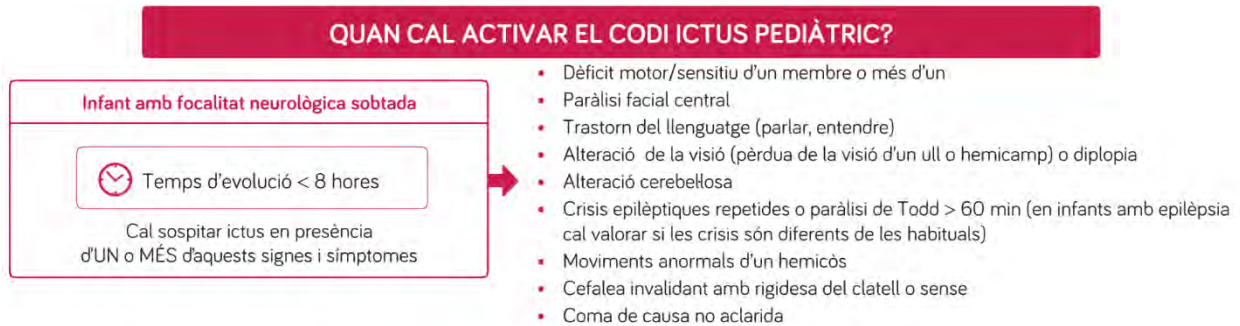 QUAN CAL ACTIVAR EL CODI ICTUS PEDIÀTRIC?
Infant amb focalitat neurològica sobtada
Temps d'evolució < 8 hores
Cal sospitar ictus en presència
d'UN o MÉS d'aquests signes i símptomes
• Dèficit motor/sensitiu d'un membre o més d'un
• Paràlisi facial central
• Trastorn del llenguatge (parlar, entendre)
• Alteració de la visió (pèrdua de la visió d'un ull o hemicamp) o diplopia
• Alteració cerebel·losa
• Crisis epilèptiques repetides o paràlisi de Todd > 60 min (en infants amb epilèpsia
cal valorar si les crisis són diferents de les habituals)
• Moviments anormals d'un hemicòs
• Cefalea invalidant amb rigidesa del clatell o sense
• Coma de causa no aclarida